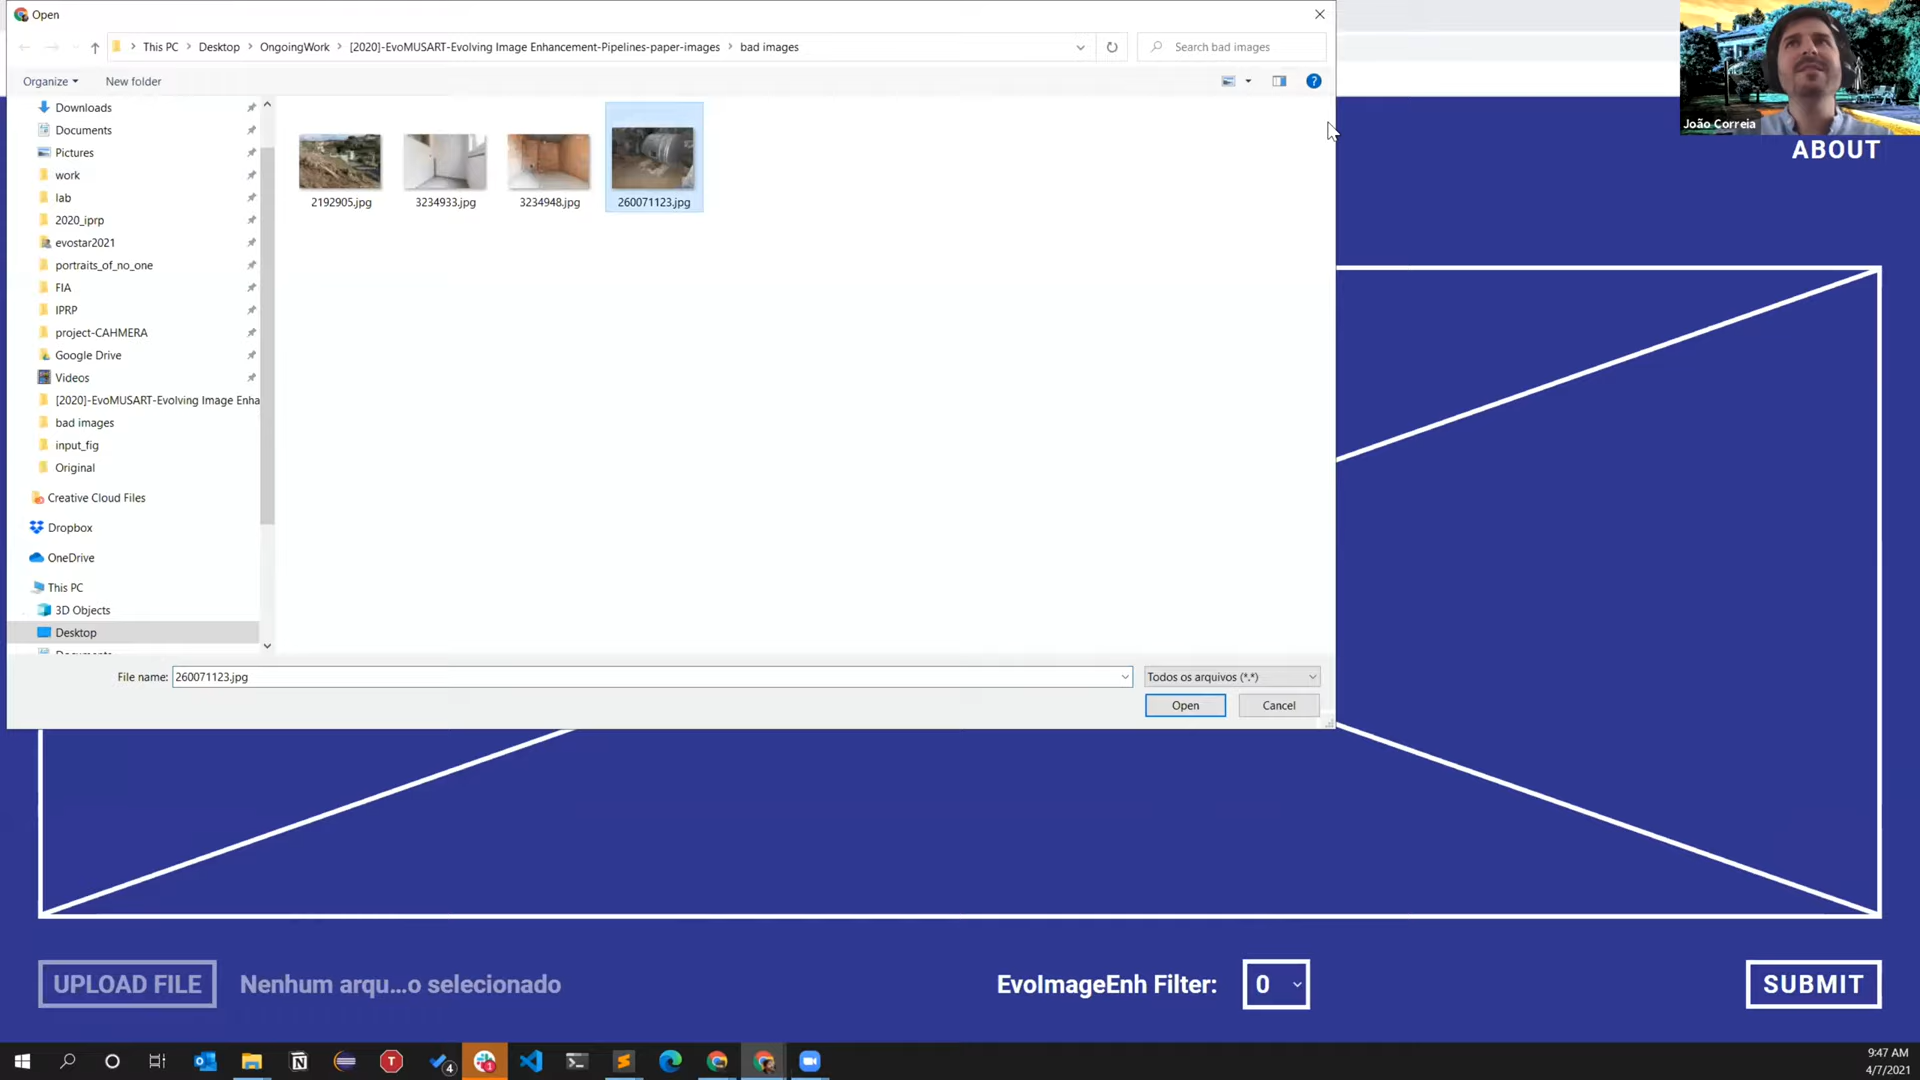 Open
This PC
Desktop
OngoingWork
[2020]-EvoMUSART-Evolving Image Enhancement-Pipelines-paper-images
bad images
Search bad images
Organize
New folder
João Correia
ABOUT
Downloads
Documents
Pictures
work
lab
2020_iprp
evostar2021
portraits_of_no_one
FIA
IPRP
project-CAHMERA
Google Drive
Videos
[2020]-EvoMUSART-Evolving Image Enha
bad images
input_fig
Original
Creative Cloud Files
Dropbox
OneDrive
This PC
3D Objects
Desktop
Documents
2192905.jpg
3234933.jpg
3234948.jpg
260071123.jpg
File name:
260071123.jpg
Todos os arquivos (*.*)
Open
Cancel
UPLOAD FILE
Nenhum arqu...o selecionado
EvoImageEnh Filter:
0
SUBMIT
4
1
9:47 AM
4/7/2021